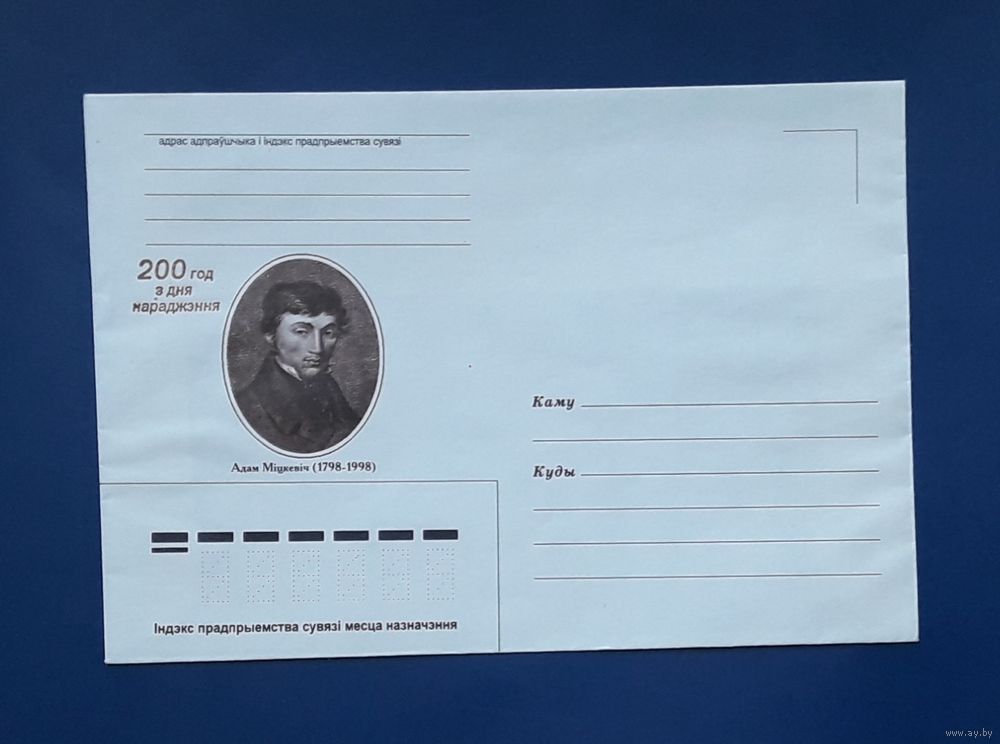 адрас адпраўшчыка і індэкс прадпрыемства сувязі
200 год
з дня
нараджэння
Адам Міцкевіч (1798-1998)
Каму
Куды
Індэкс прадпрыемства сувязі месца назначэння
www.ay.by